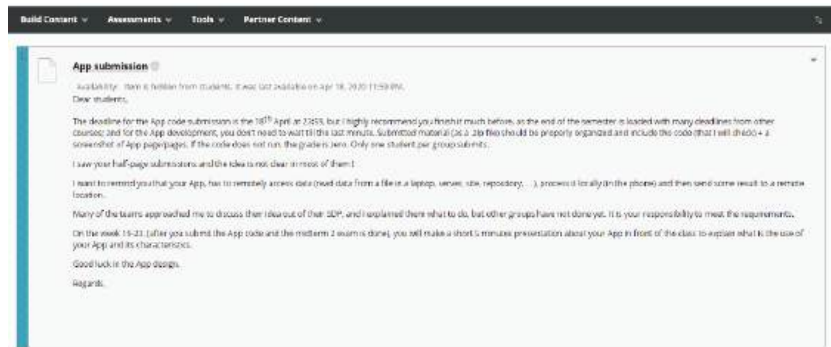 Build Content Assessments Tools Partner Content
App submission
Availability: Item is hidden from students. It was last available on Apr 18, 2020 11:59 PM.
Dear students,
The deadline for the App code submission is the 18th April at 23:59, but I highly recommend you finish it much before, as the end of the semester is loaded with many deadlines from other
courses; and for the App development, you don't need to wait till the last minute. Submitted material (as a .zip file) should be properly organized and include the code (that I will check) + a
screenshot of App page/pages. If the code does not run, the grade is zero. Only one student per group submits.
I saw your half-page submissions and the idea is not clear in most of them !
I want to remind you that your App, has to remotely access data (read data from a file in a laptop, server, site, repository, ...), process it locally (in the phone) and then send some result to a remote
location.
Many of the teams approached me to discuss their idea out of their SDP, and I explained them what to do, but other groups have not done yet. It is your responsibility to meet the requirements.
On the week 19-23, (after you submit the App code and the midterm 2 exam is done), you will make a short 5 minutes presentation about your App in front of the class to explain what is the use of
your App and its characteristics.
Good luck in the App design.
Regards.